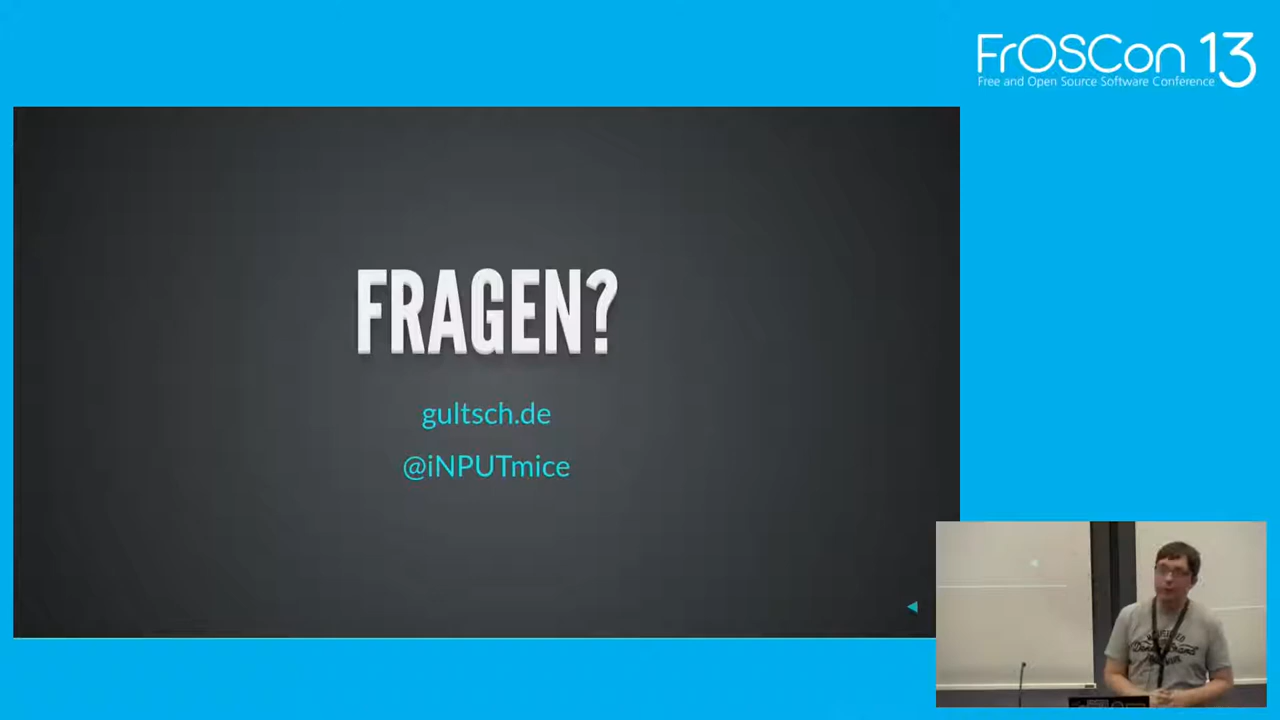 FrOSCon 13
Free and Open Source Software Conference
FRAGEN?
gultsch.de
@iNPUTmice